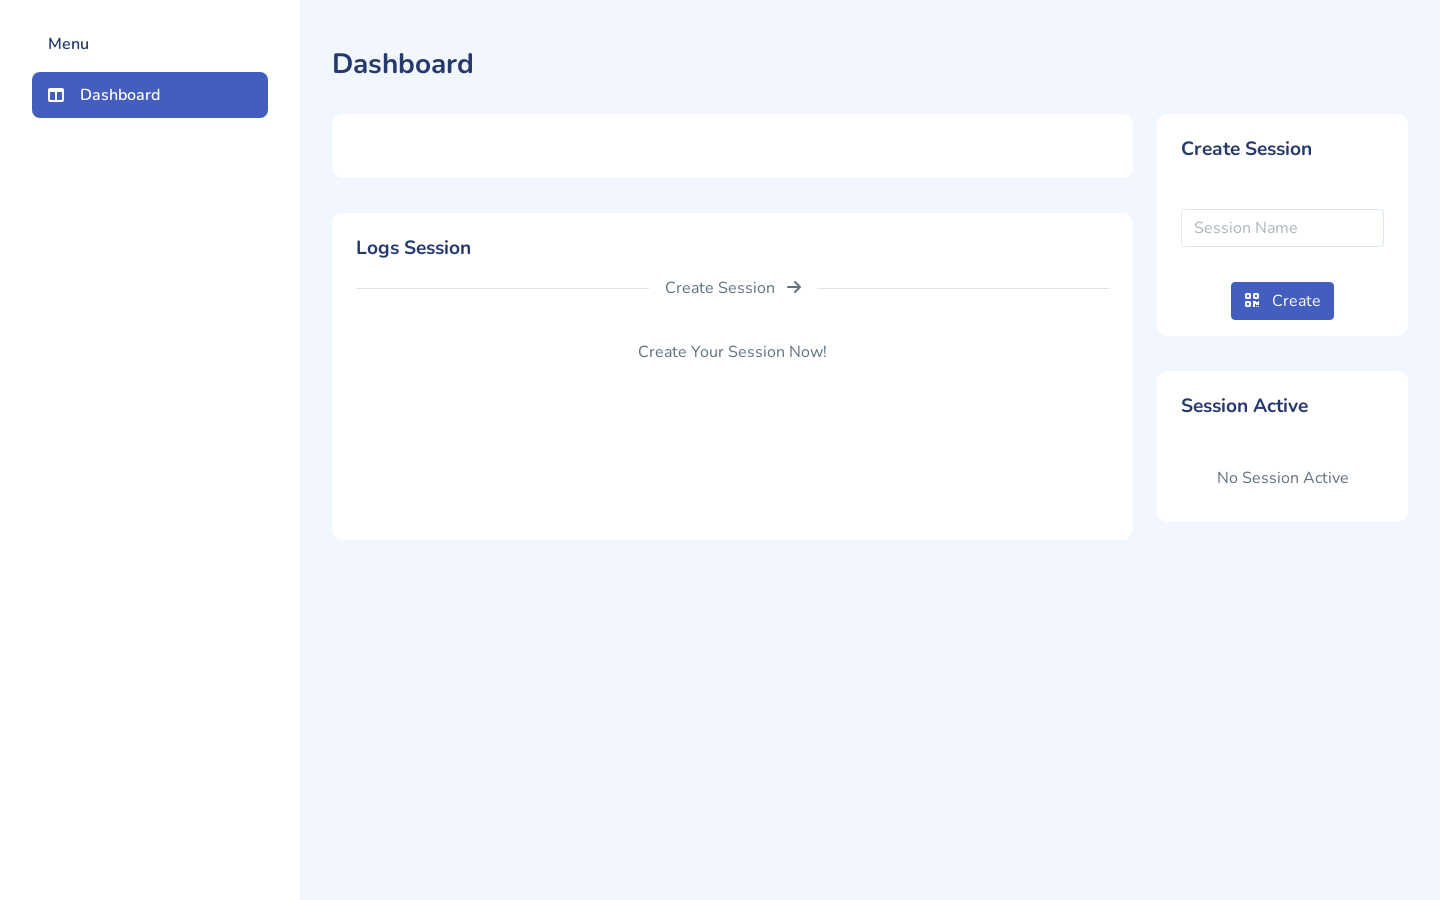 Menu
Dashboard
Dashboard
Logs Session
Create Session
Create Your Session Now!
Create Session
Session Name
Create
Session Active
No Session Active